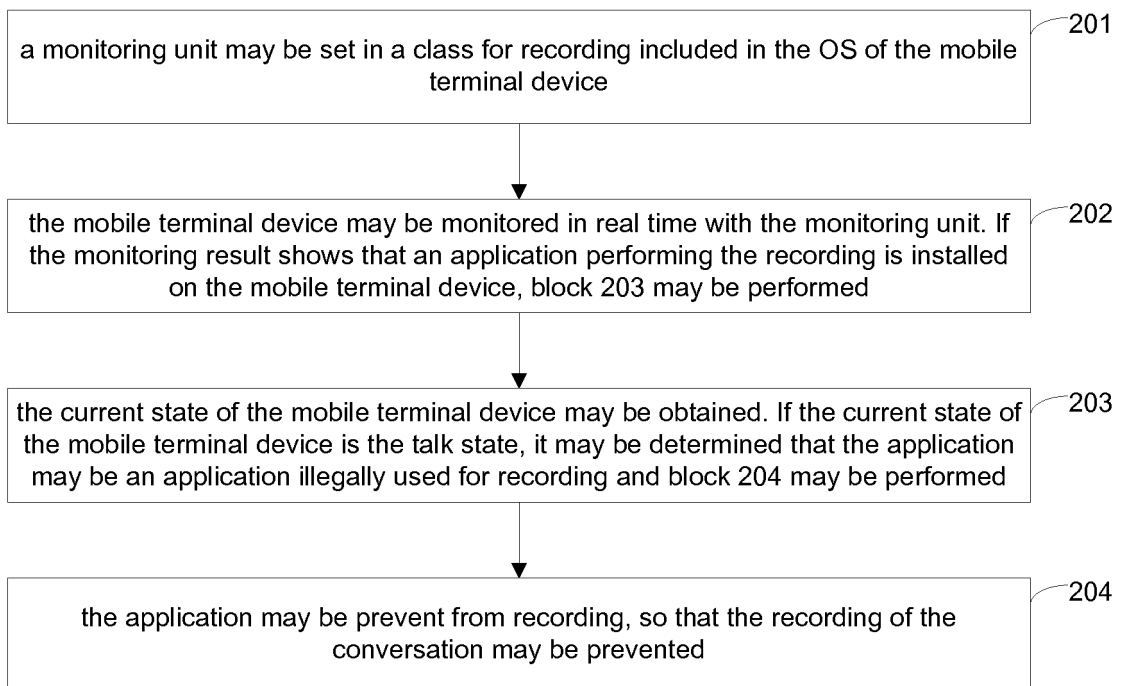 201
a monitoring unit may be set in a class for recording included in the OS of the mobile
terminal device
202
the mobile terminal device may be monitored in real time with the monitoring unit. If
the monitoring result shows that an application performing the recording is installed
on the mobile terminal device, block 203 may be performed
203
the current state of the mobile terminal device may be obtained. If the current state of
the mobile terminal device is the talk state, it may be determined that the application
may be an application illegally used for recording and block 204 may be performed
204
the application may be prevent from recording, so that the recording of the
conversation may be prevented